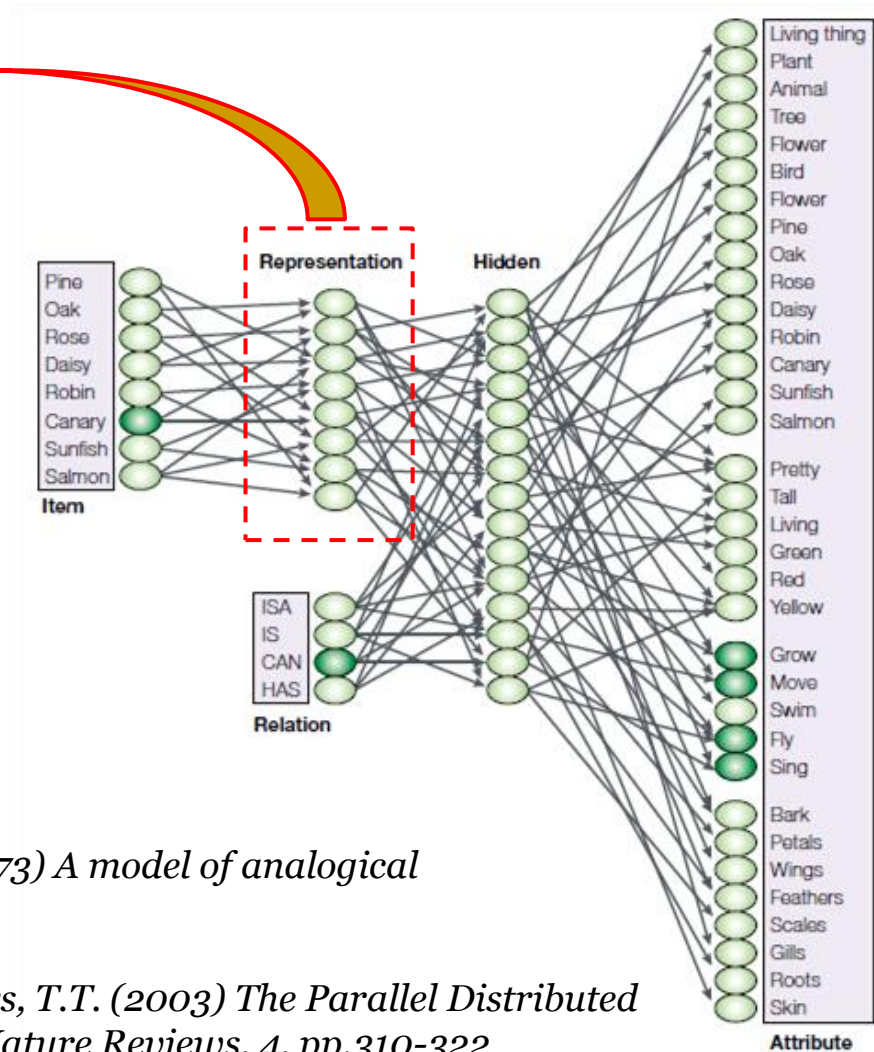 Representation
Hidden
Pine
Oak
Rose
Daisy
Robin
Canary
Sunfish
Salmon
Item
ISA
IS
CAN
HAS
Relation
Living thing
Plant
Animal
Tree
Flower
Bird
Flower
Pine
Oak
Rose
Daisy
Robin
Canary
Sunfish
Salmon
Pretty
Tall
Living
Green
Red
Yellow
Grow
Move
Swim
Fly
Sing
Bark
Petals
Wings
Feathers
Scales
Gills
Roots
Skin
Attribute
73) A model of analogical
s, T.T. (2003) The Parallel Distributed
Nature Reviews, 4, pp.310-322